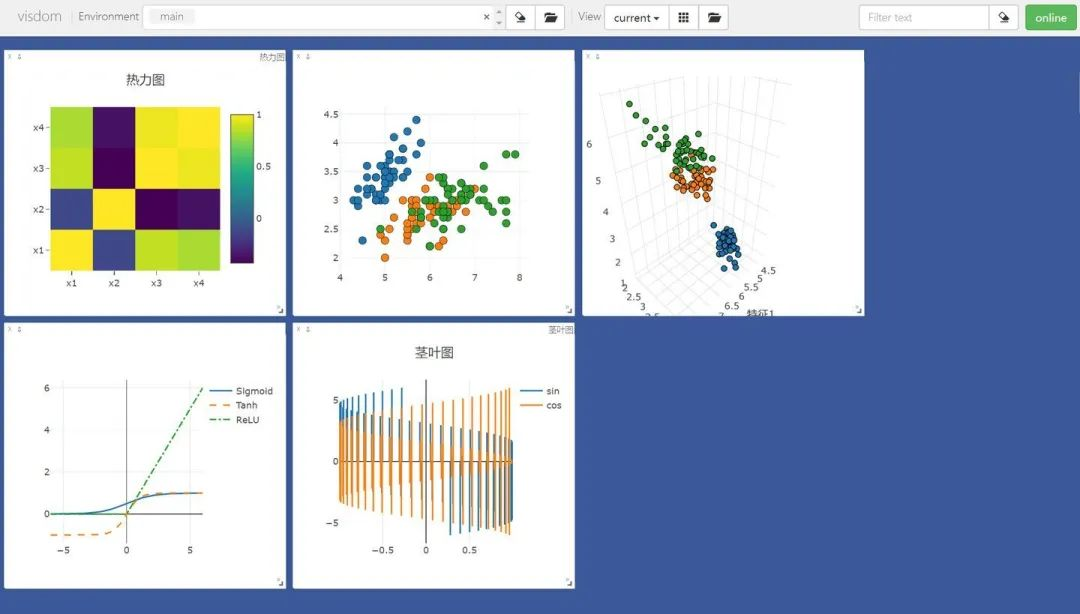 visdom Environment main × View current online
Filter text
热力图
热力图
x4
x3
x2
x1
x1 x2 x3 x4
1
0.5
0
4.5
4
3.5
3
2.5
2
4 5 6 7 8
6
5
4
3
2
1
2
2.5
3
4.5
5
5.5
6
6.5
7
特征1
6
4
2
0
−5 0 5
Sigmoid
Tanh
ReLU
茎叶图
茎叶图
5
0
−5
−0.5 0 0.5
sin
cos